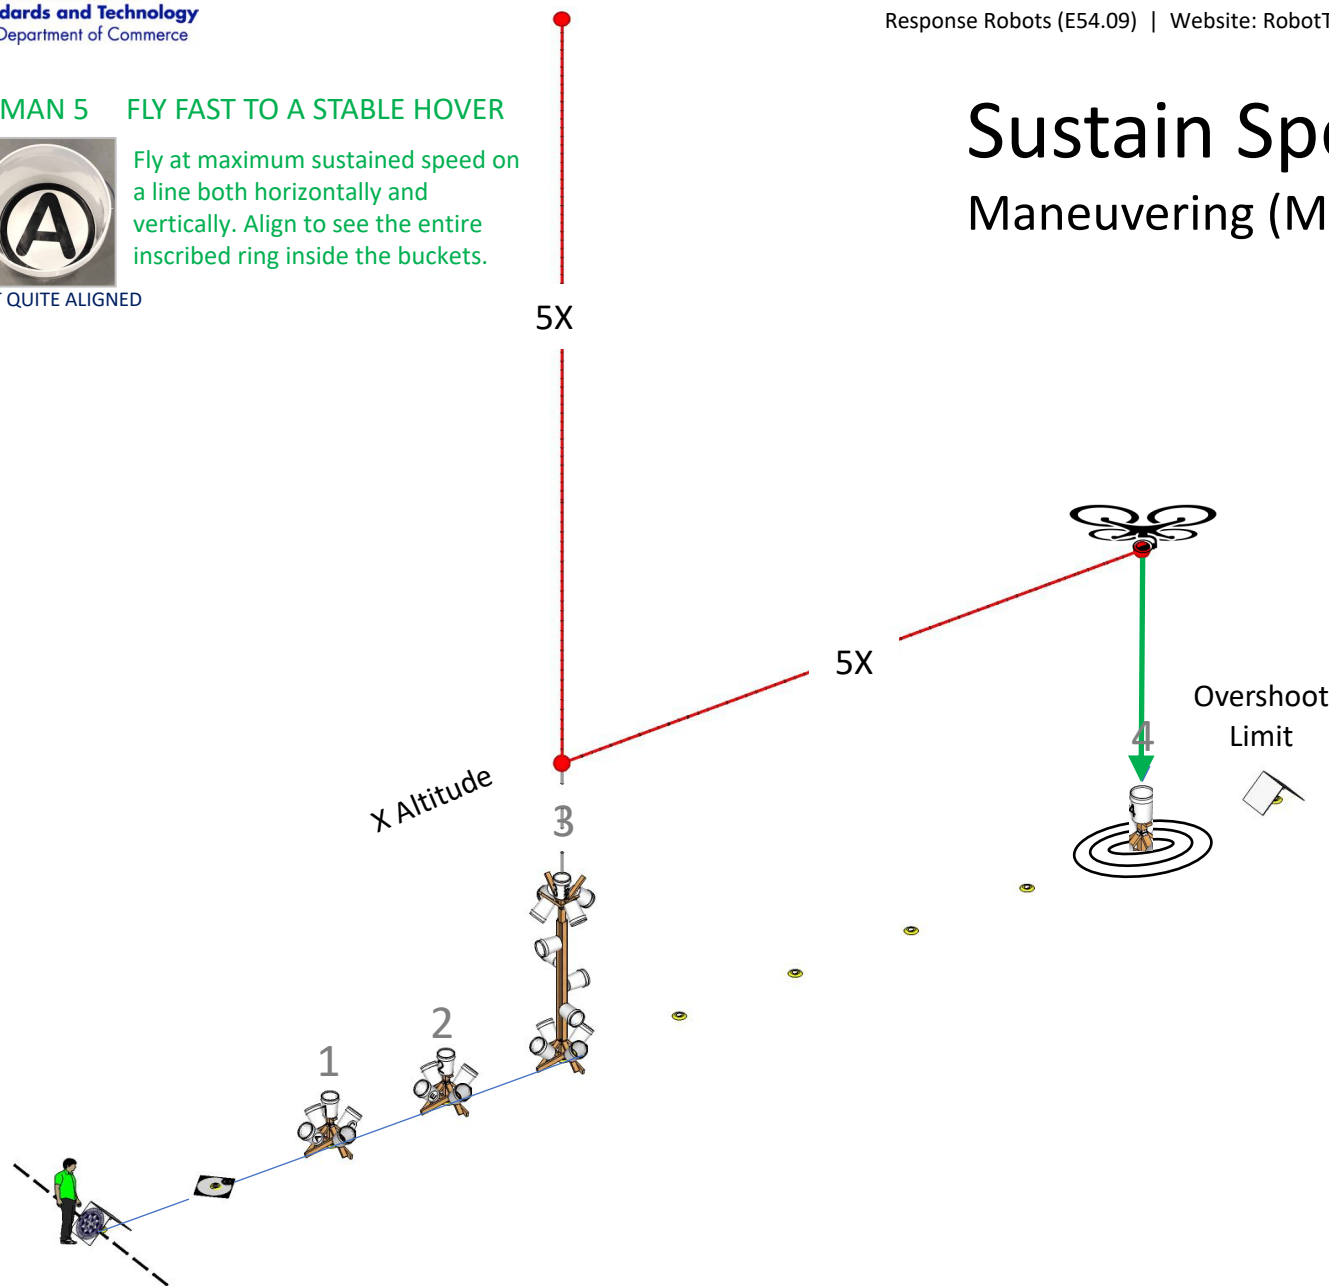 dards and Technology
Department of Commerce
Response Robots (E54.09) | Website: RobotT
MAN 5 FLY FAST TO A STABLE HOVER
Fly at maximum sustained speed on
a line both horizontally and
vertically. Align to see the entire
inscribed ring inside the buckets.
A
T QUITE ALIGNED
Sustain Spe
Maneuvering (M
5X
5X
Overshoot
Limit
4
X Altitude
3
4
2
1